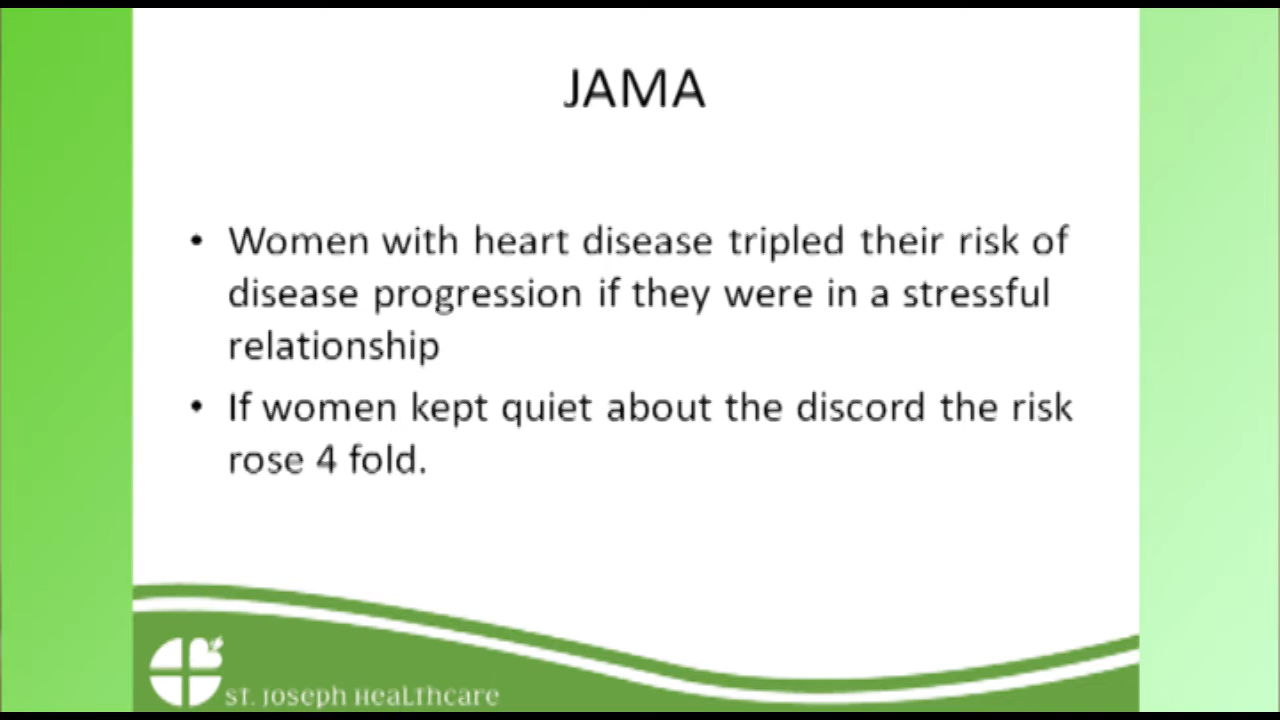 JAMA
• Women with heart disease tripled their risk of
disease progression if they were in a stressful
relationship
• If women kept quiet about the discord the risk
rose 4 fold.
ST. JOSEPH HEALTHCARE